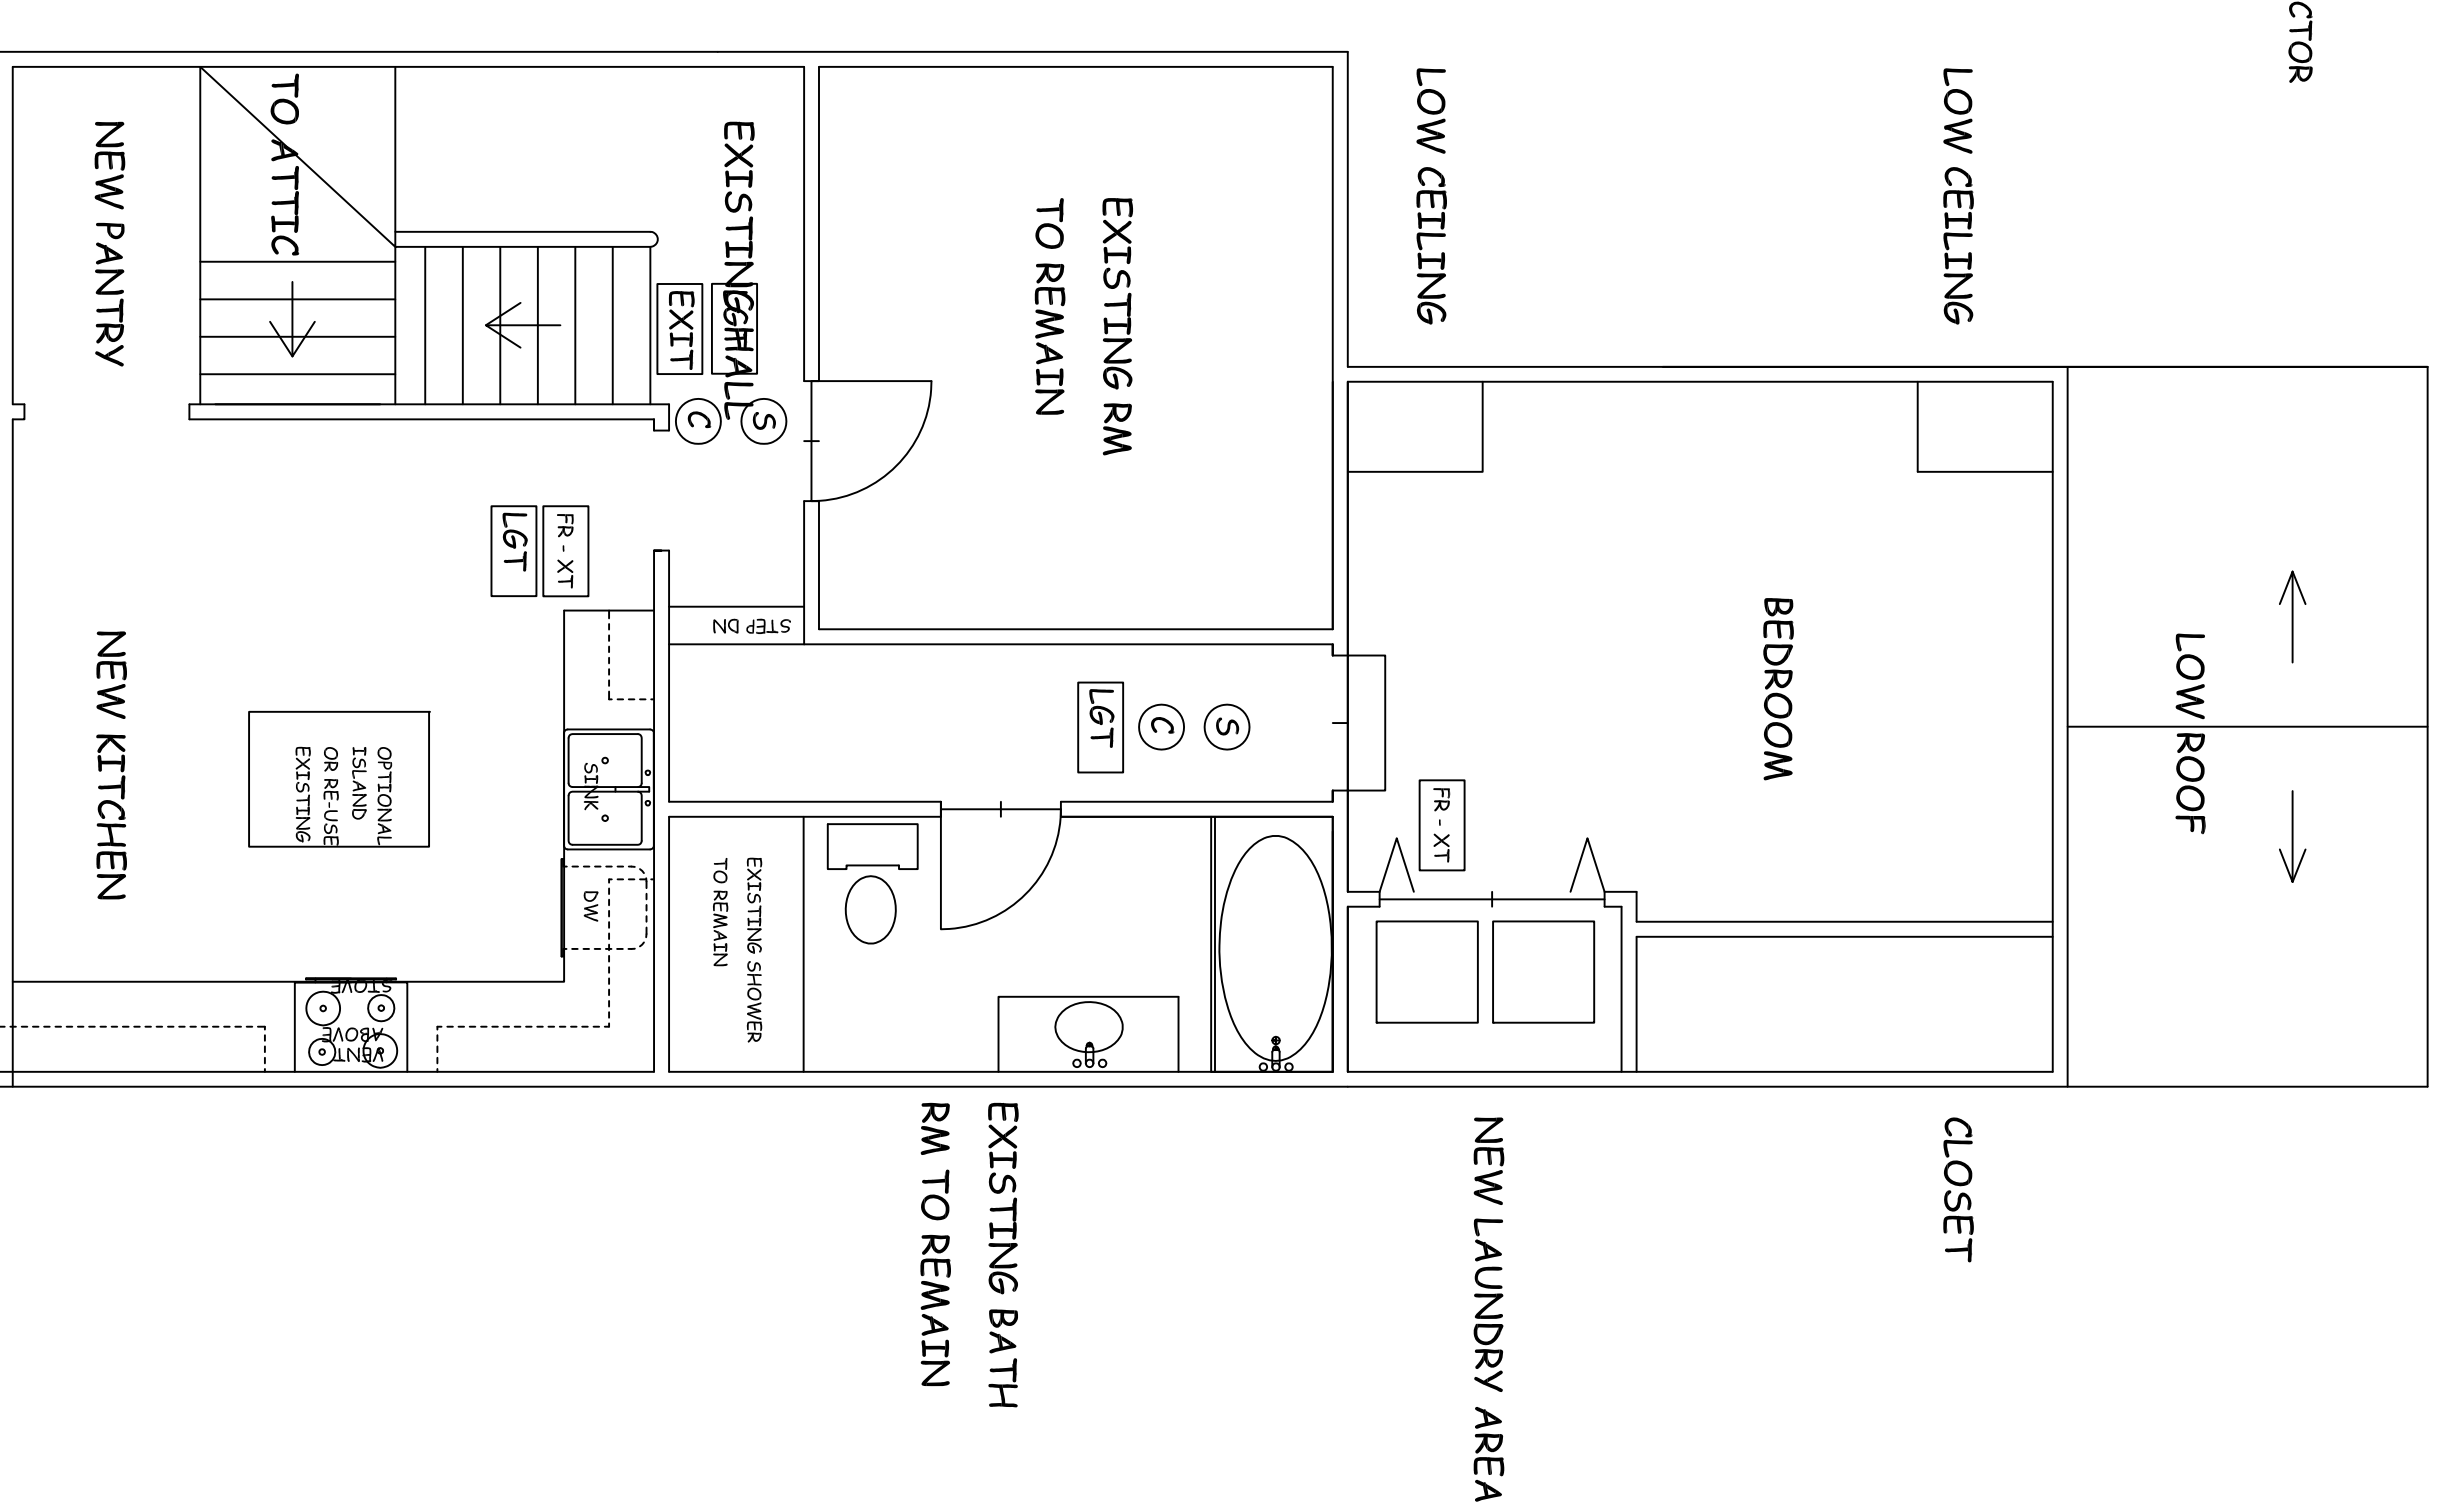 CTOR
LOW CEILING
LOW CEILING
LOW ROOF
BEDROOM
EXISTING RM
TO REMAIN
EXISTING HALL
LGT
EXIT
TO ATTIC
NEW PANTRY
S
C
FR - XT
LGT
STEP DN
S
C
LGT
FR - XT
NEW KITCHEN
OPTIONAL
ISLAND
OR RE-USE
EXISTING
SINK
DW
STOVE
VENT
ABOVE
EXISTING SHOWER
TO REMAIN
CLOSET
NEW LAUNDRY AREA
EXISTING BATH
RM TO REMAIN